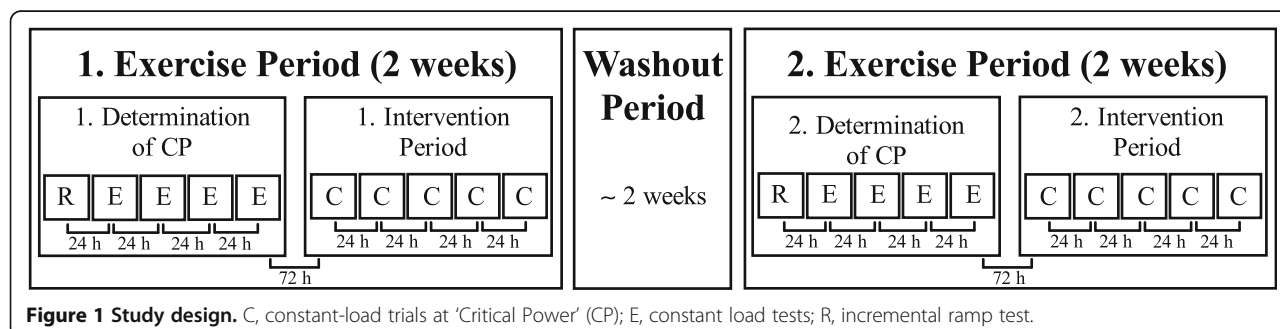 1. Exercise Period (2 weeks)
1. Determination
of CP
R E E E E
24 h 24 h 24 h 24 h
1. Intervention
Period
C C C C C
24 h 24 h 24 h 24 h
72 h
Washout
Period
~ 2 weeks
2. Exercise Period (2 weeks)
2. Determination
of CP
R E E E E
24 h 24 h 24 h 24 h
2. Intervention
Period
C C C C C
24 h 24 h 24 h 24 h
72 h
Figure 1 Study design. C, constant-load trials at ‘Critical Power’ (CP); E, constant load tests; R, incremental ramp test.